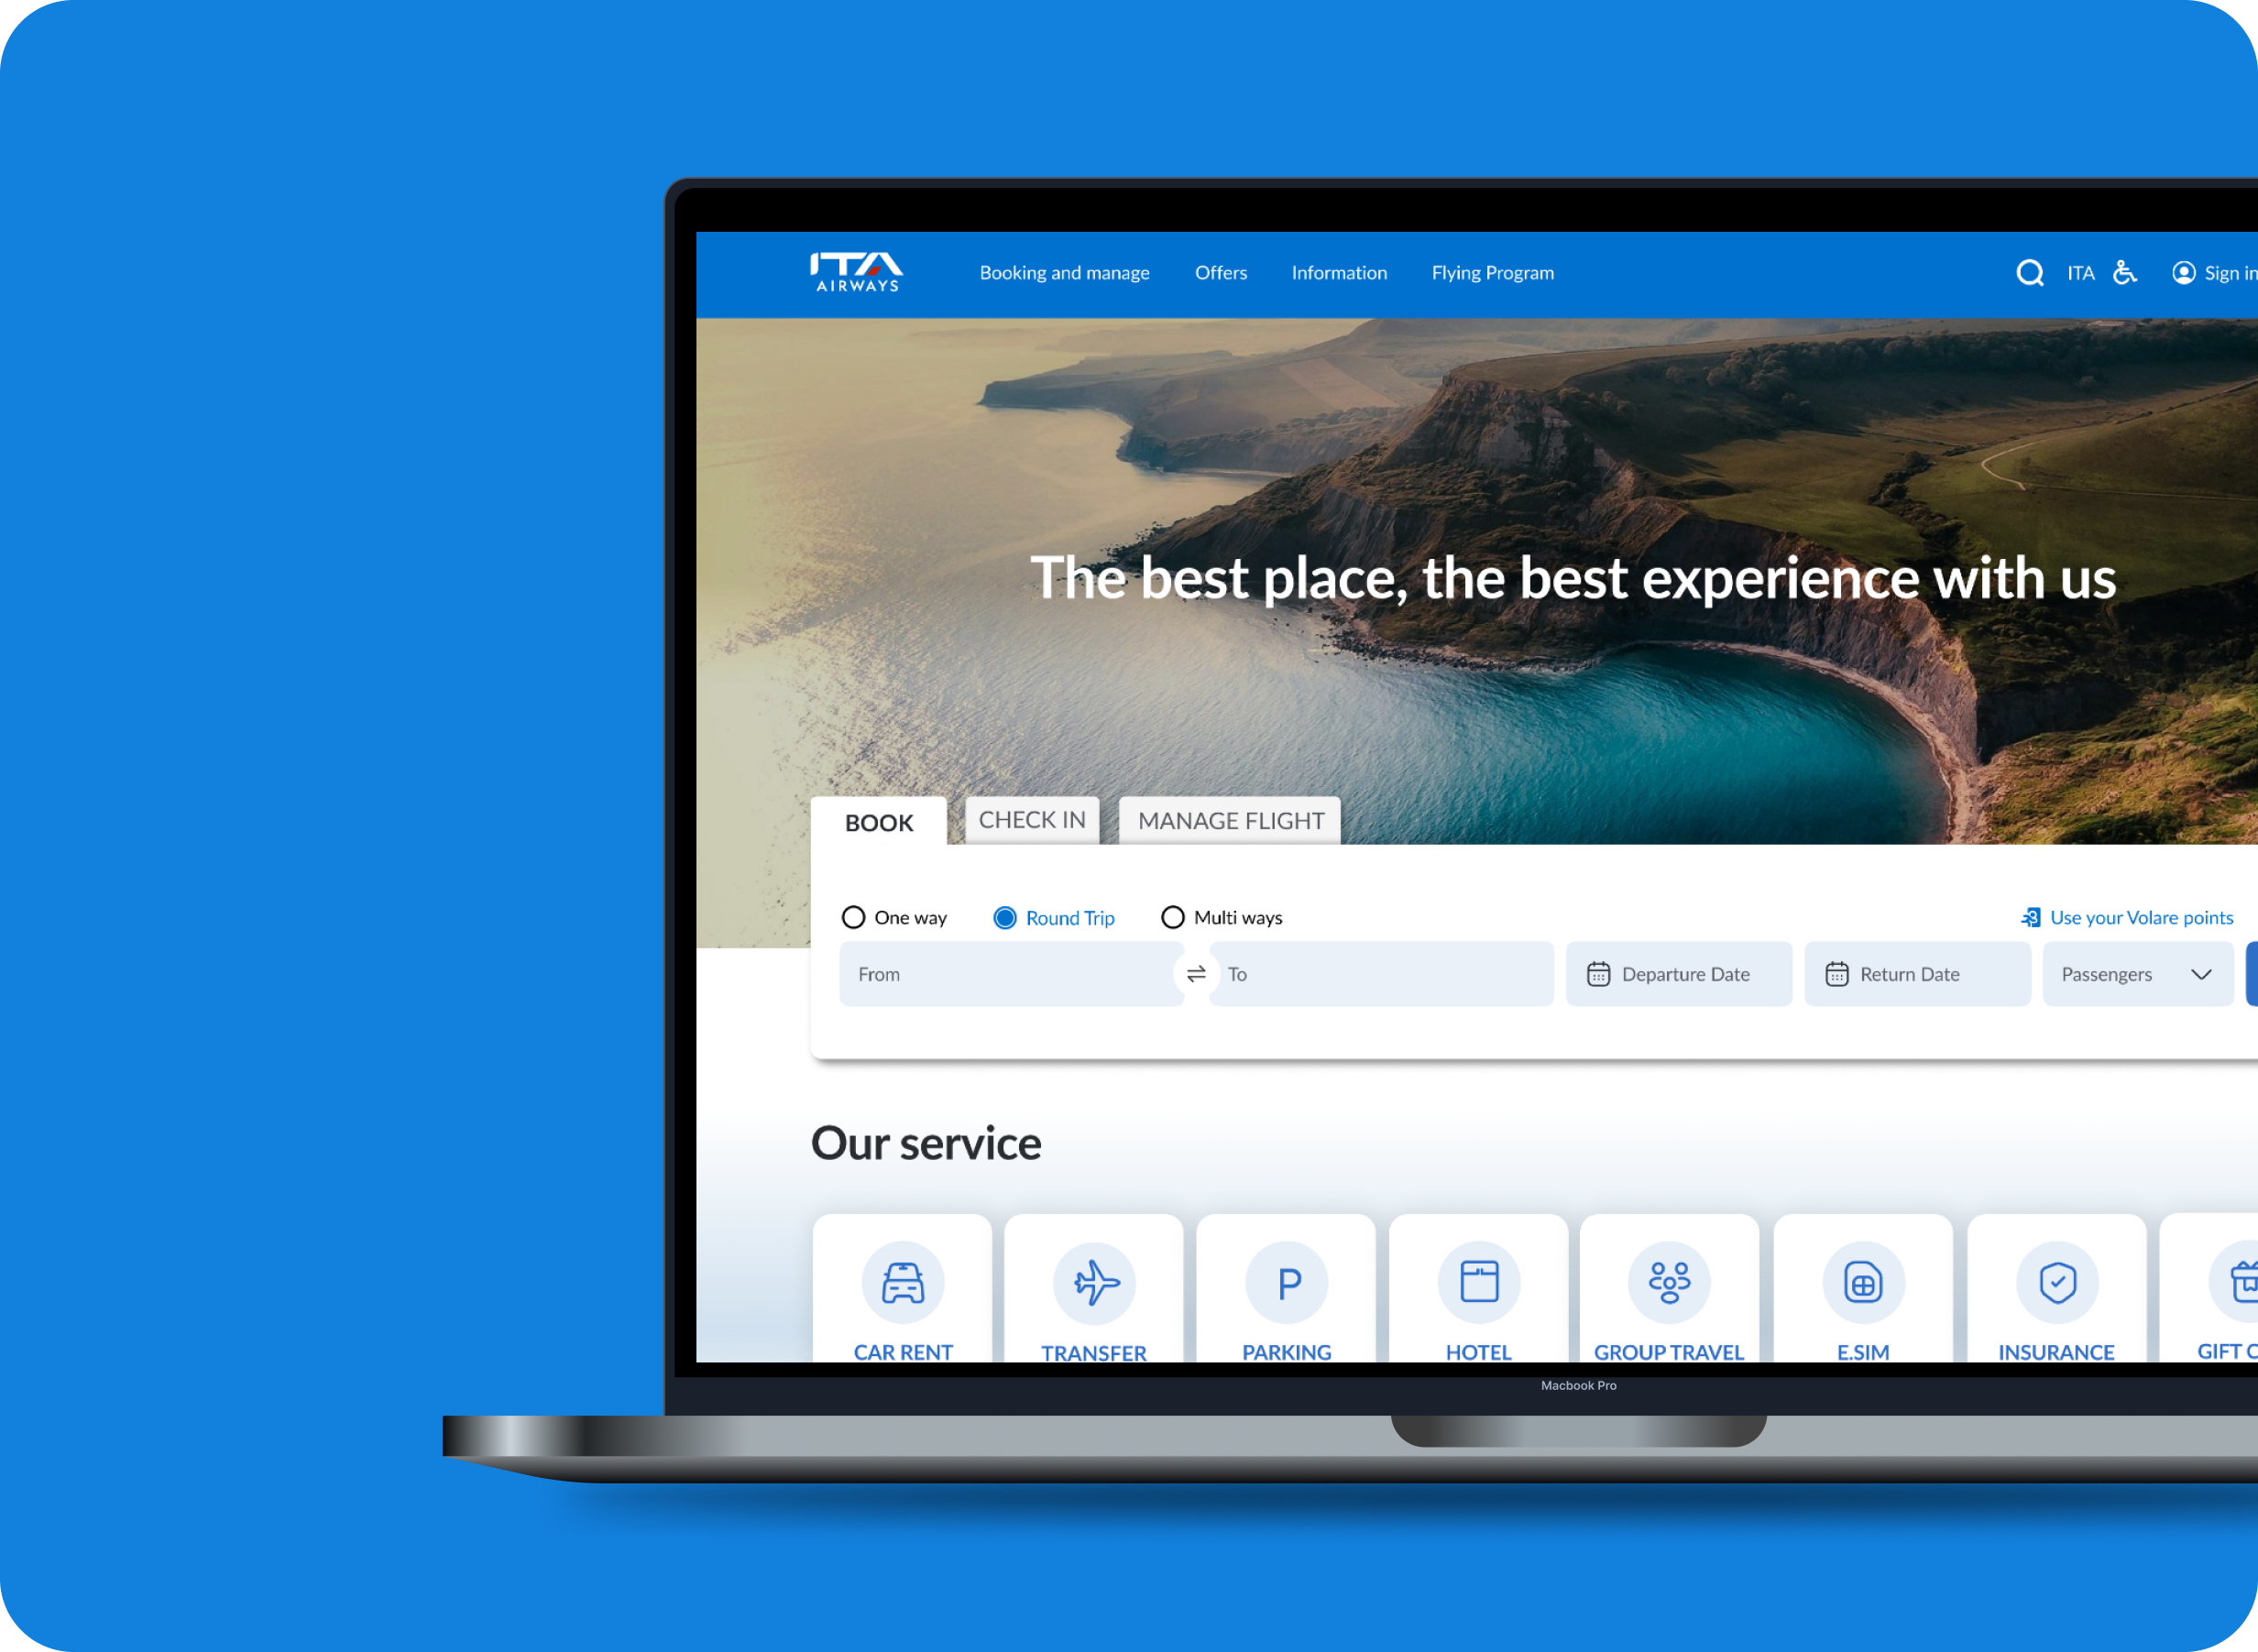 ITA
AIRWAYS
Booking and manage
Offers
Information
Flying Program
ITA
Sign in
The best place, the best experience with us
BOOK
CHECK IN
MANAGE FLIGHT
One way
Round Trip
Multi ways
Use your Volare points
From
To
Departure Date
Return Date
Passengers
Our service
CAR RENT
TRANSFER
P
PARKING
HOTEL
GROUP TRAVEL
E.SIM
INSURANCE
GIFT C
Macbook Pro